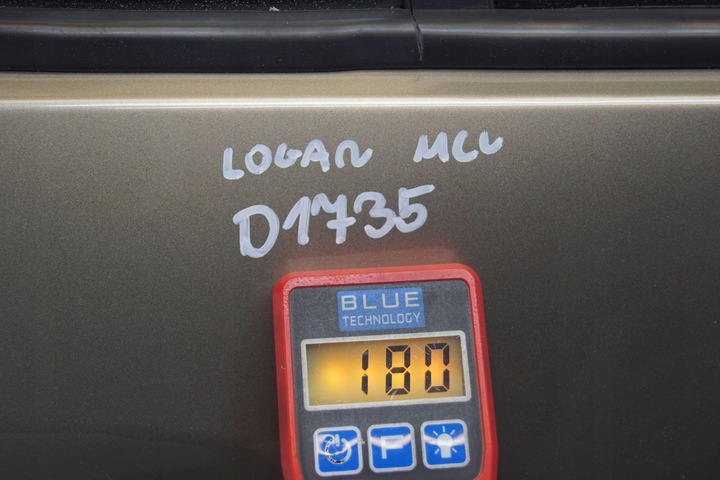 LOGAN MCV
D1735
BLUE
TECHNOLOGY
180
F